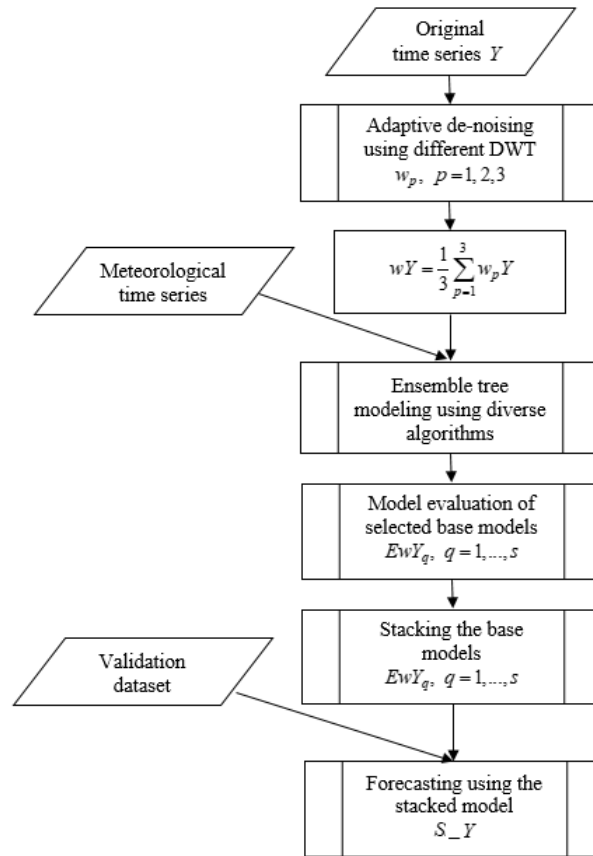 Original
time series Y
Adaptive de-noising
using different DWT
w_p, p = 1, 2, 3
wY = \frac{1}{3} \sum_{p=1}^{3} w_p Y
Meteorological
time series
Ensemble tree
modeling using diverse
algorithms
Model evaluation of
selected base models
EwY_q, q = 1,..., s
Stacking the base
models
EwY_q, q = 1,..., s
Validation
dataset
Forecasting using the
stacked model
S_Y